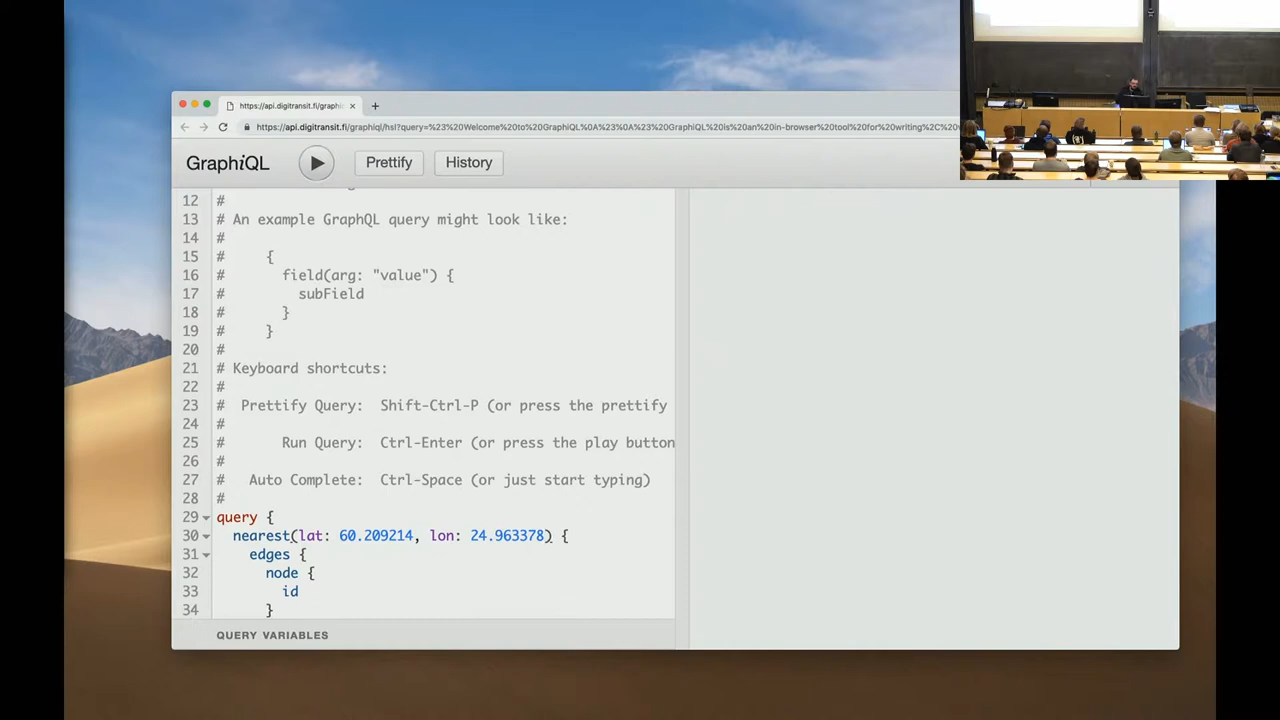 https://api.digitransit.fi/graphi
https://api.digitransit.fi/graphiql/hsl?query=%23%20Welcome%20to%20GraphiQL%0A%23%0A%23%20GraphiQL%20is%20an%20in-browser%20tool%20for%20writing%2C%20
GraphiQL
Prettify
History
12 #
13 # An example GraphQL query might look like:
14 #
15 # {
16 # field(arg: "value") {
17 # subField
18 # }
19 # }
20 #
21 # Keyboard shortcuts:
22 #
23 # Prettify Query: Shift-Ctrl-P (or press the prettify
24 #
25 # Run Query: Ctrl-Enter (or press the play button
26 #
27 # Auto Complete: Ctrl-Space (or just start typing)
28 #
29 query {
30 nearest(lat: 60.209214, lon: 24.963378) {
31 edges {
32 node {
33 id
34 }
QUERY VARIABLES